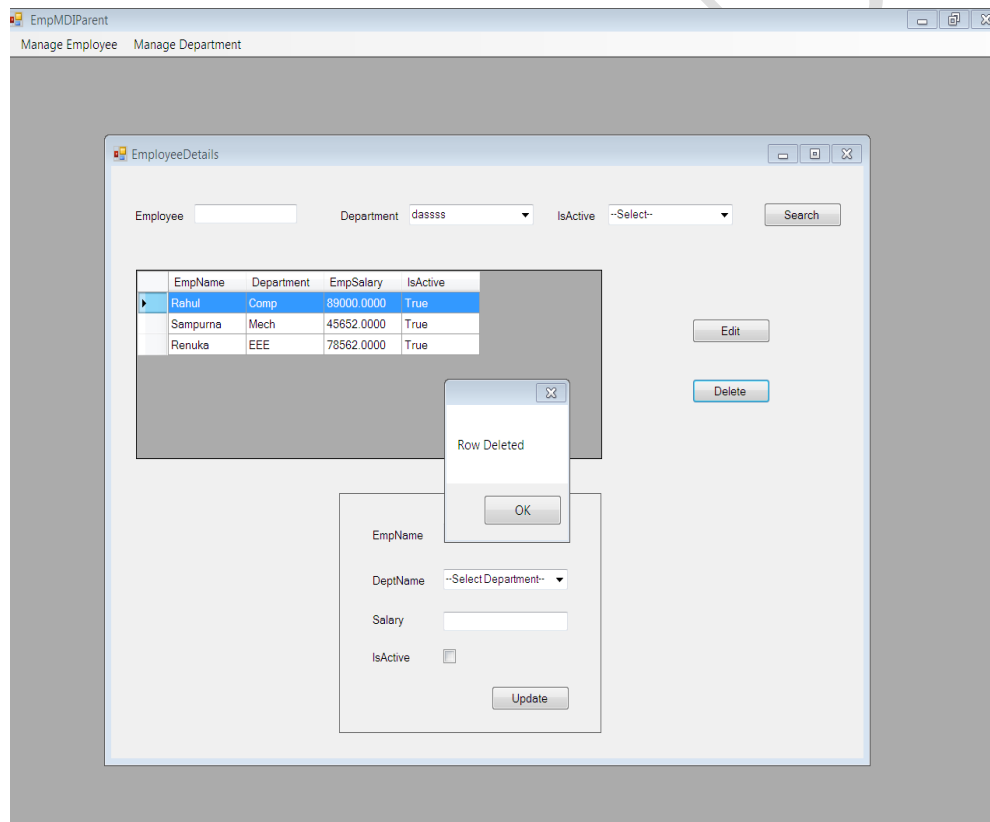 EmpMDIParent
Manage Employee Manage Department
EmployeeDetails
Employee Department dassss IsActive --Select-- Search
EmpName Department EmpSalary IsActive
Rahul Comp 89000.0000 True
Sampurna Mech 45652.0000 True
Renuka EEE 78562.0000 True
Edit
Delete
Row Deleted
OK
EmpName
DeptName --Select Department--
Salary
IsActive
Update